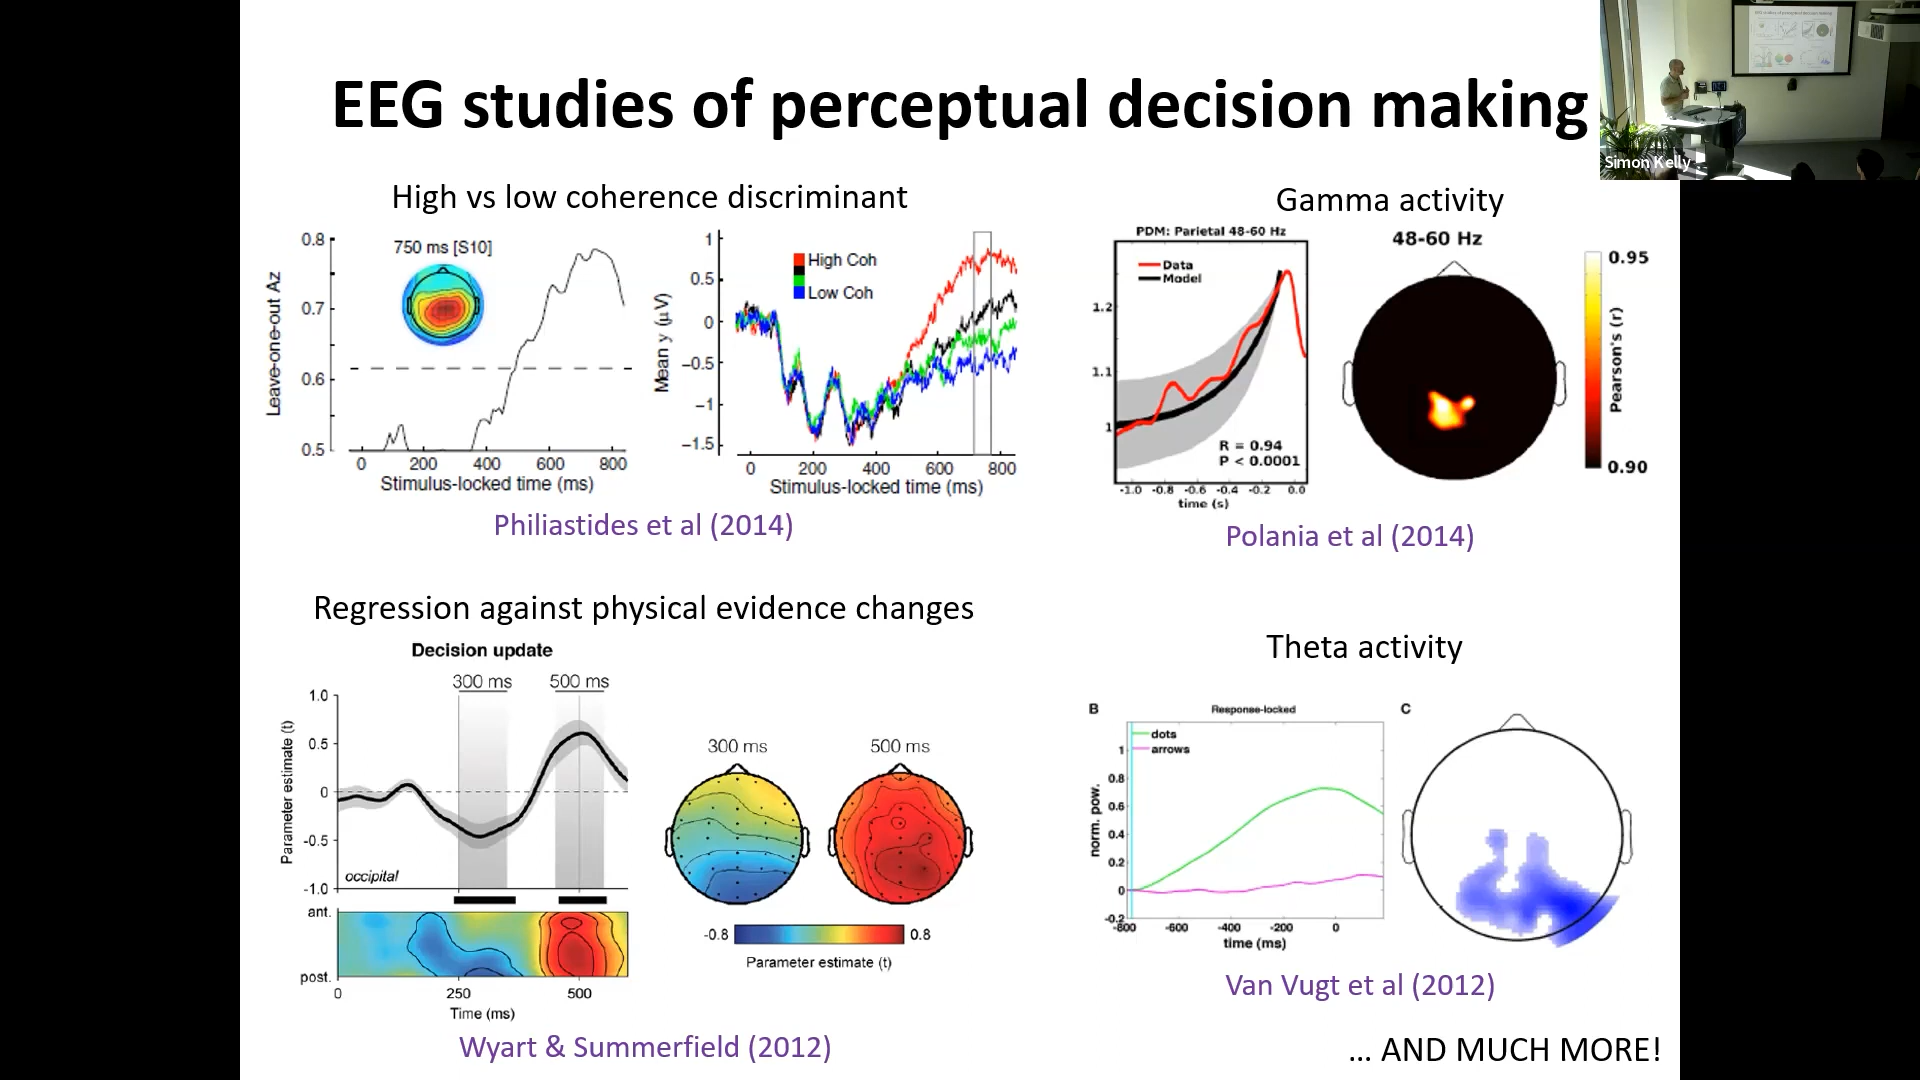 EEG studies of perceptual decision making
Simon Kelly
High vs low coherence discriminant
Leave-one-out Az
0.8
0.7
0.6
0.5
750 ms [S10]
0
200
400
600
800
Stimulus-locked time (ms)
Mean y (μV)
1
0.5
0
−0.5
−1
−1.5
High Coh
Low Coh
0
200
400
600
800
Stimulus-locked time (ms)
Philiastides et al (2014)
Gamma activity
PDM: Parietal 48-60 Hz
Data
Model
1.2
1.1
1
R = 0.94
P < 0.0001
-1.0 -0.8 -0.6 -0.4 -0.2 0.0
time (s)
48-60 Hz
0.95
Pearson's (r)
0.90
Polania et al (2014)
Regression against physical evidence changes
Decision update
300 ms
500 ms
Parameter estimate (t)
1.0
0.5
0
-0.5
-1.0
occipital
ant.
post.
0
250
500
Time (ms)
300 ms
500 ms
-0.8
0.8
Parameter estimate (t)
Wyart & Summerfield (2012)
Theta activity
B
Response-locked
C
dots
arrows
norm. pow.
1
0.8
0.6
0.4
0.2
0
-0.2
-800 -600 -400 -200 0
time (ms)
Van Vugt et al (2012)
... AND MUCH MORE!